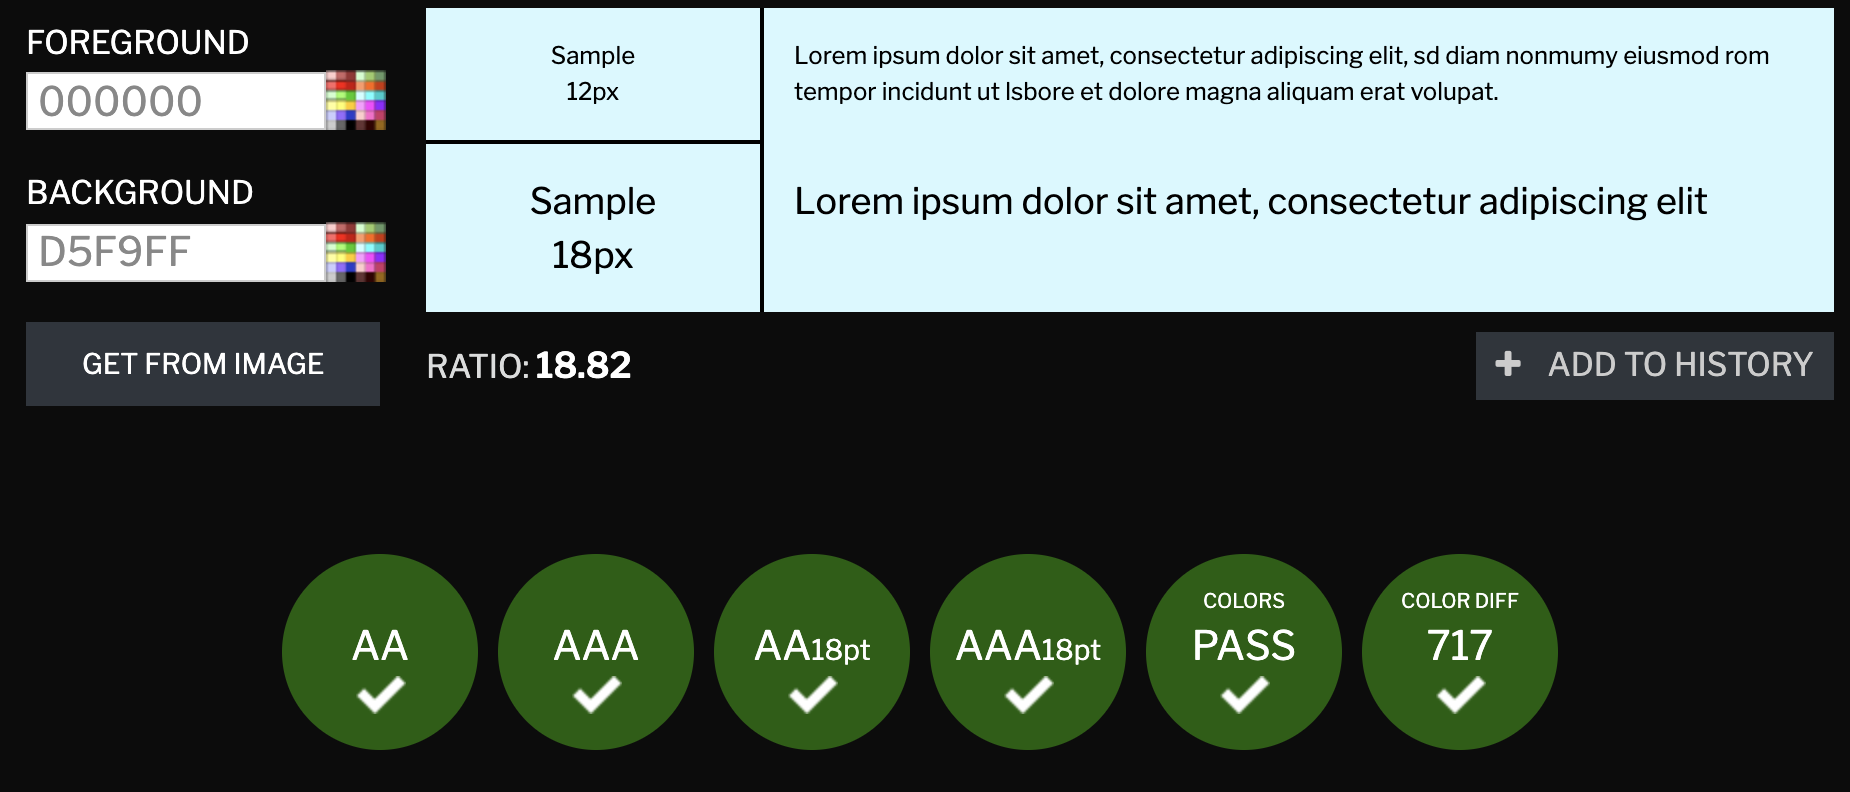 FOREGROUND
000000
BACKGROUND
D5F9FF
GET FROM IMAGE
Sample
12px
Lorem ipsum dolor sit amet, consectetur adipiscing elit, sd diam nonmumy eiusmod rom
tempor incidunt ut lsbore et dolore magna aliquam erat volupat.
Sample
18px
Lorem ipsum dolor sit amet, consectetur adipiscing elit
RATIO: 18.82
ADD TO HISTORY
AA
AAA
AA18pt
AAA18pt
COLORS
PASS
COLOR DIFF
717